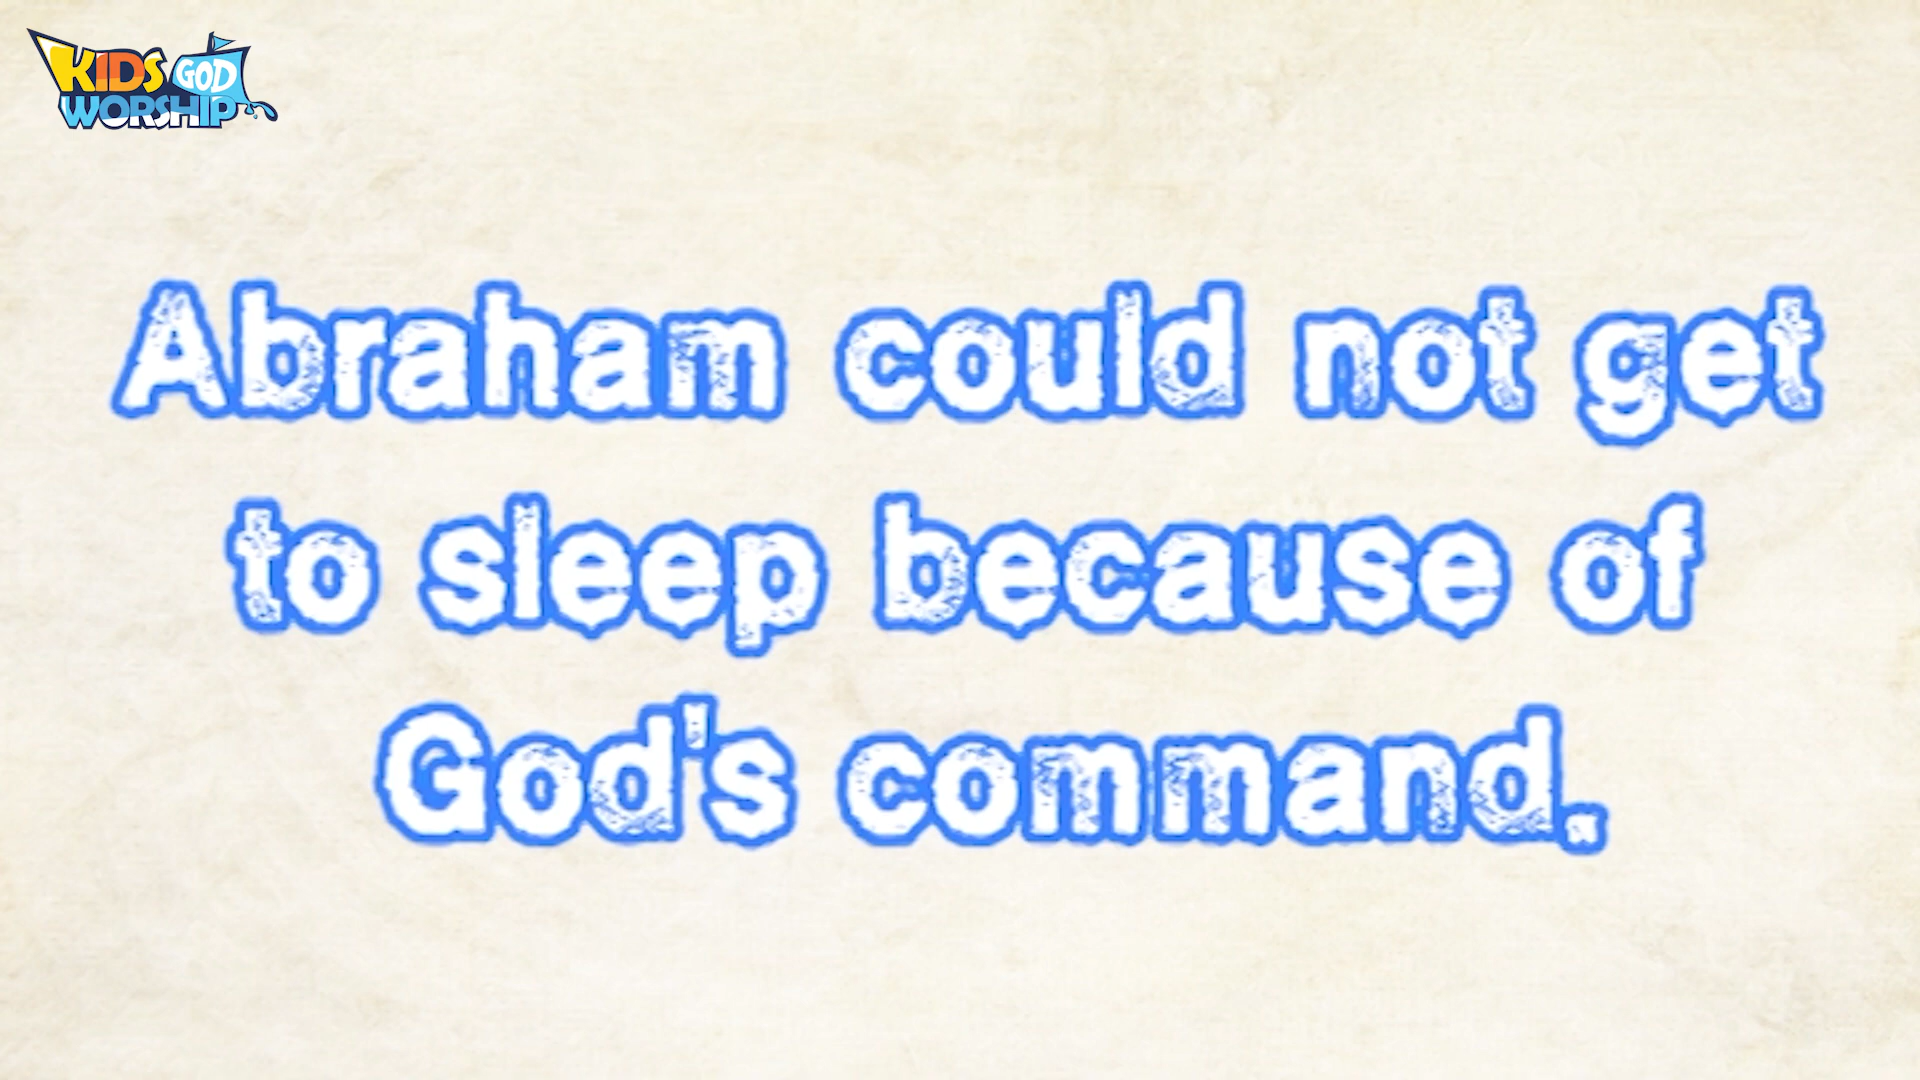 KIDS GOD
WORSHIP
Abraham could not get
to sleep because of
God's command.